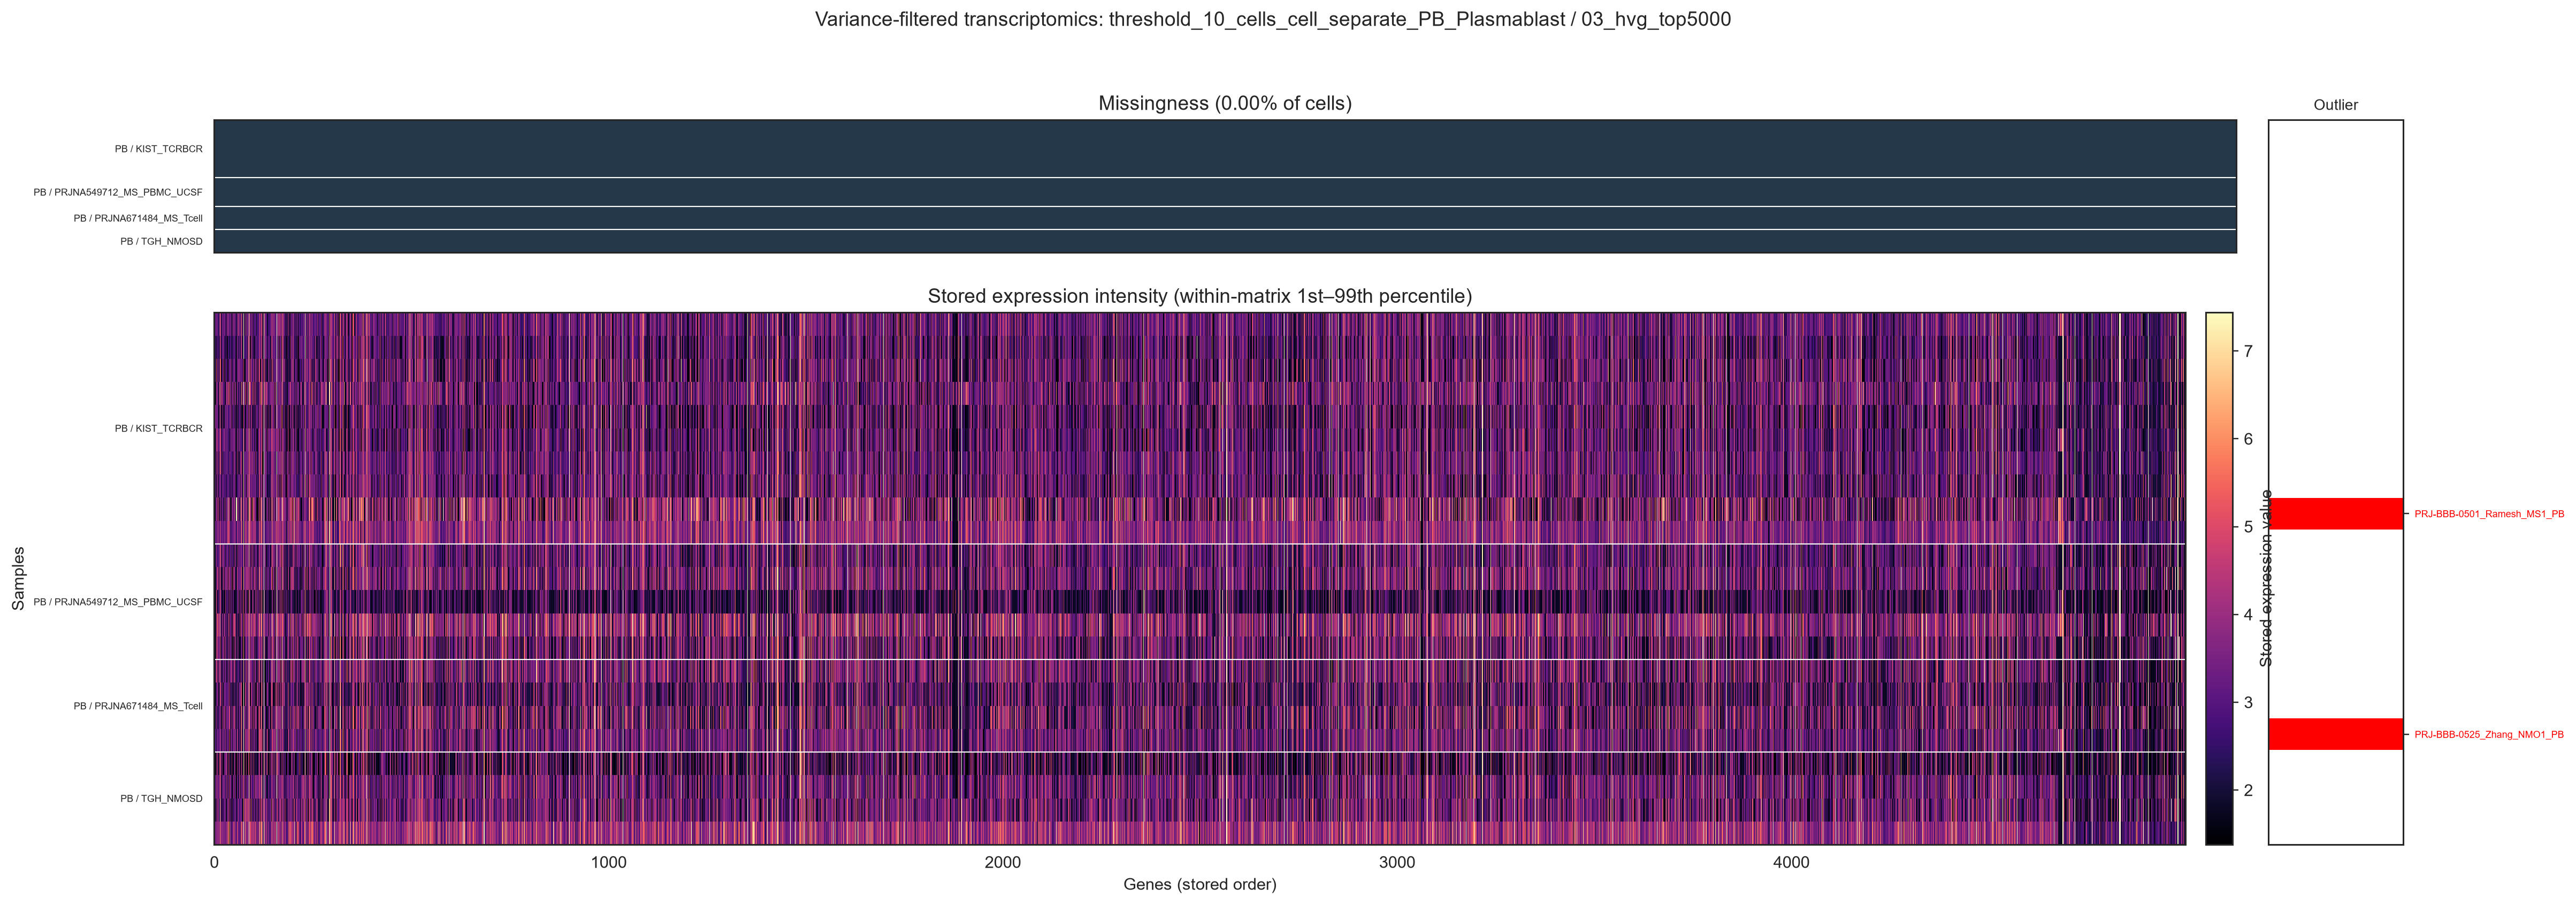 Variance-filtered transcriptomics: threshold_10_cells_cell_separate_PB_Plasmablast / 03_hvg_top5000
Missingness (0.00% of cells)
Outlier
PB / KIST_TCRBCR
PB / PRJNA549712_MS_PBMC_UCSF
PB / PRJNA671484_MS_Tcell
PB / TGH_NMOSD
Stored expression intensity (within-matrix 1st–99th percentile)
Samples
PB / KIST_TCRBCR
PB / PRJNA549712_MS_PBMC_UCSF
PB / PRJNA671484_MS_Tcell
PB / TGH_NMOSD
0
1000
2000
3000
4000
Genes (stored order)
7
6
5
4
3
2
Stored expression value
PRJ-BBB-0501_Ramesh_MS1_PB
PRJ-BBB-0525_Zhang_NMO1_PB